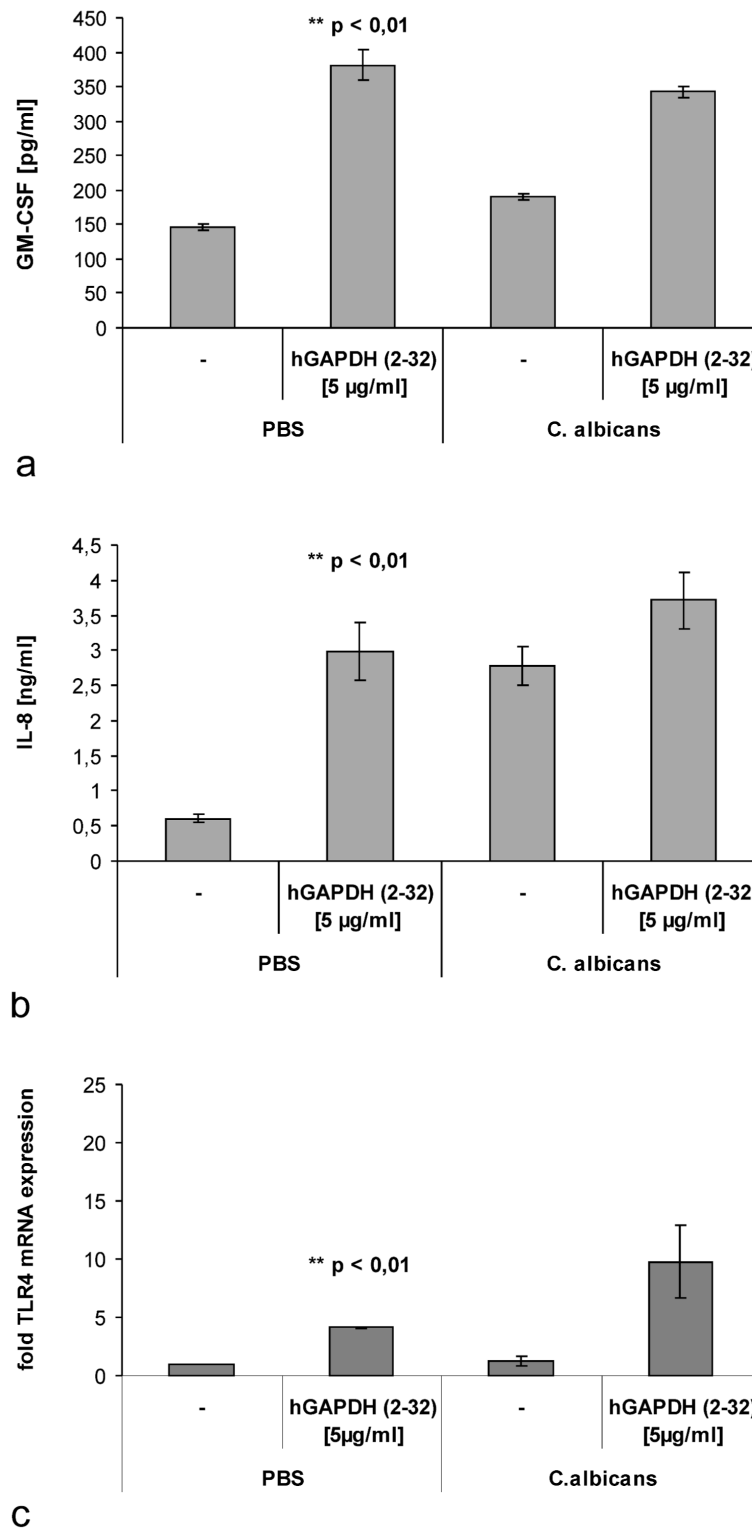 450
400
350
300
250
200
150
100
50
0
GM-CSF [pg/ml]
** p < 0,01
- hGAPDH (2-32) - hGAPDH (2-32)
[5 µg/ml] [5 µg/ml]
PBS C. albicans
a
4,5
4
3,5
3
2,5
2
1,5
1
0,5
0
IL-8 [ng/ml]
** p < 0,01
- hGAPDH (2-32) - hGAPDH (2-32
[5 µg/ml] [5 µg/ml]
PBS C. albicans
b
25
20
15
10
5
0
fold TLR4 mRNA expression
** p < 0,01
- hGAPDH (2-32) - hGAPDH (2-32)
[5µg/ml] [5µg/ml]
PBS C.albicans
c